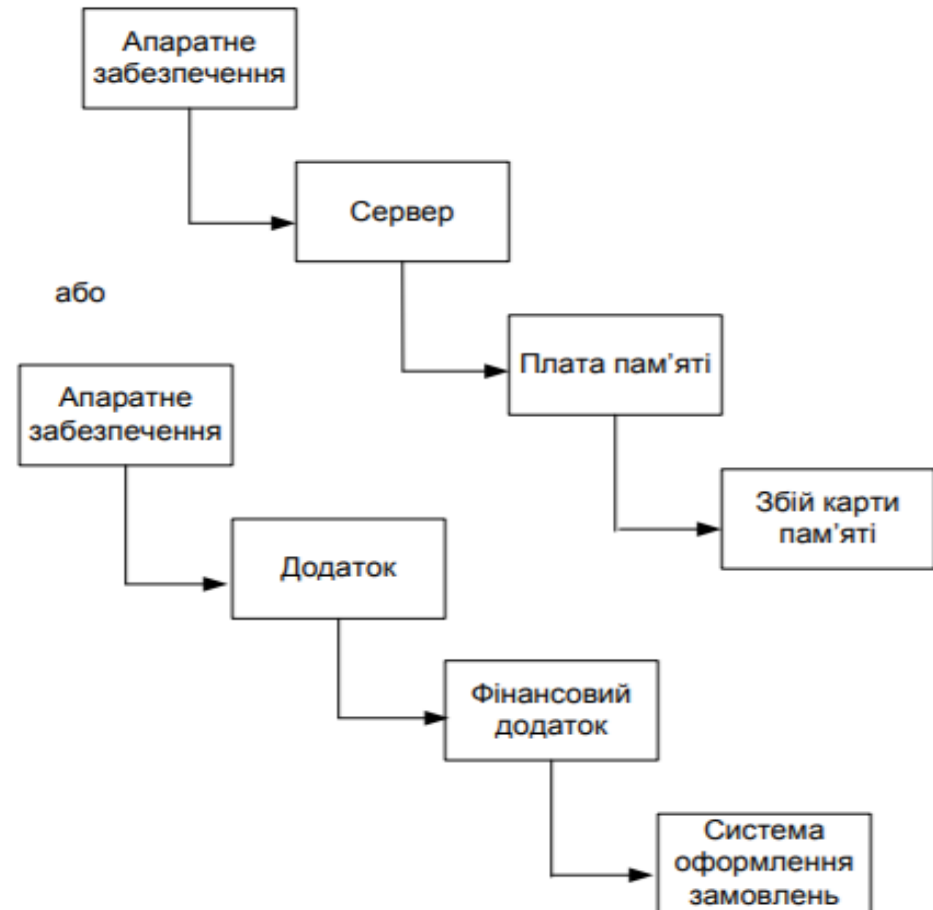 Апаратне
забезпечення
Сервер
або
Плата пам’яті
Апаратне
забезпечення
Збій карти
пам’яті
Додаток
Фінансовий
додаток
Система
оформлення
замовлень